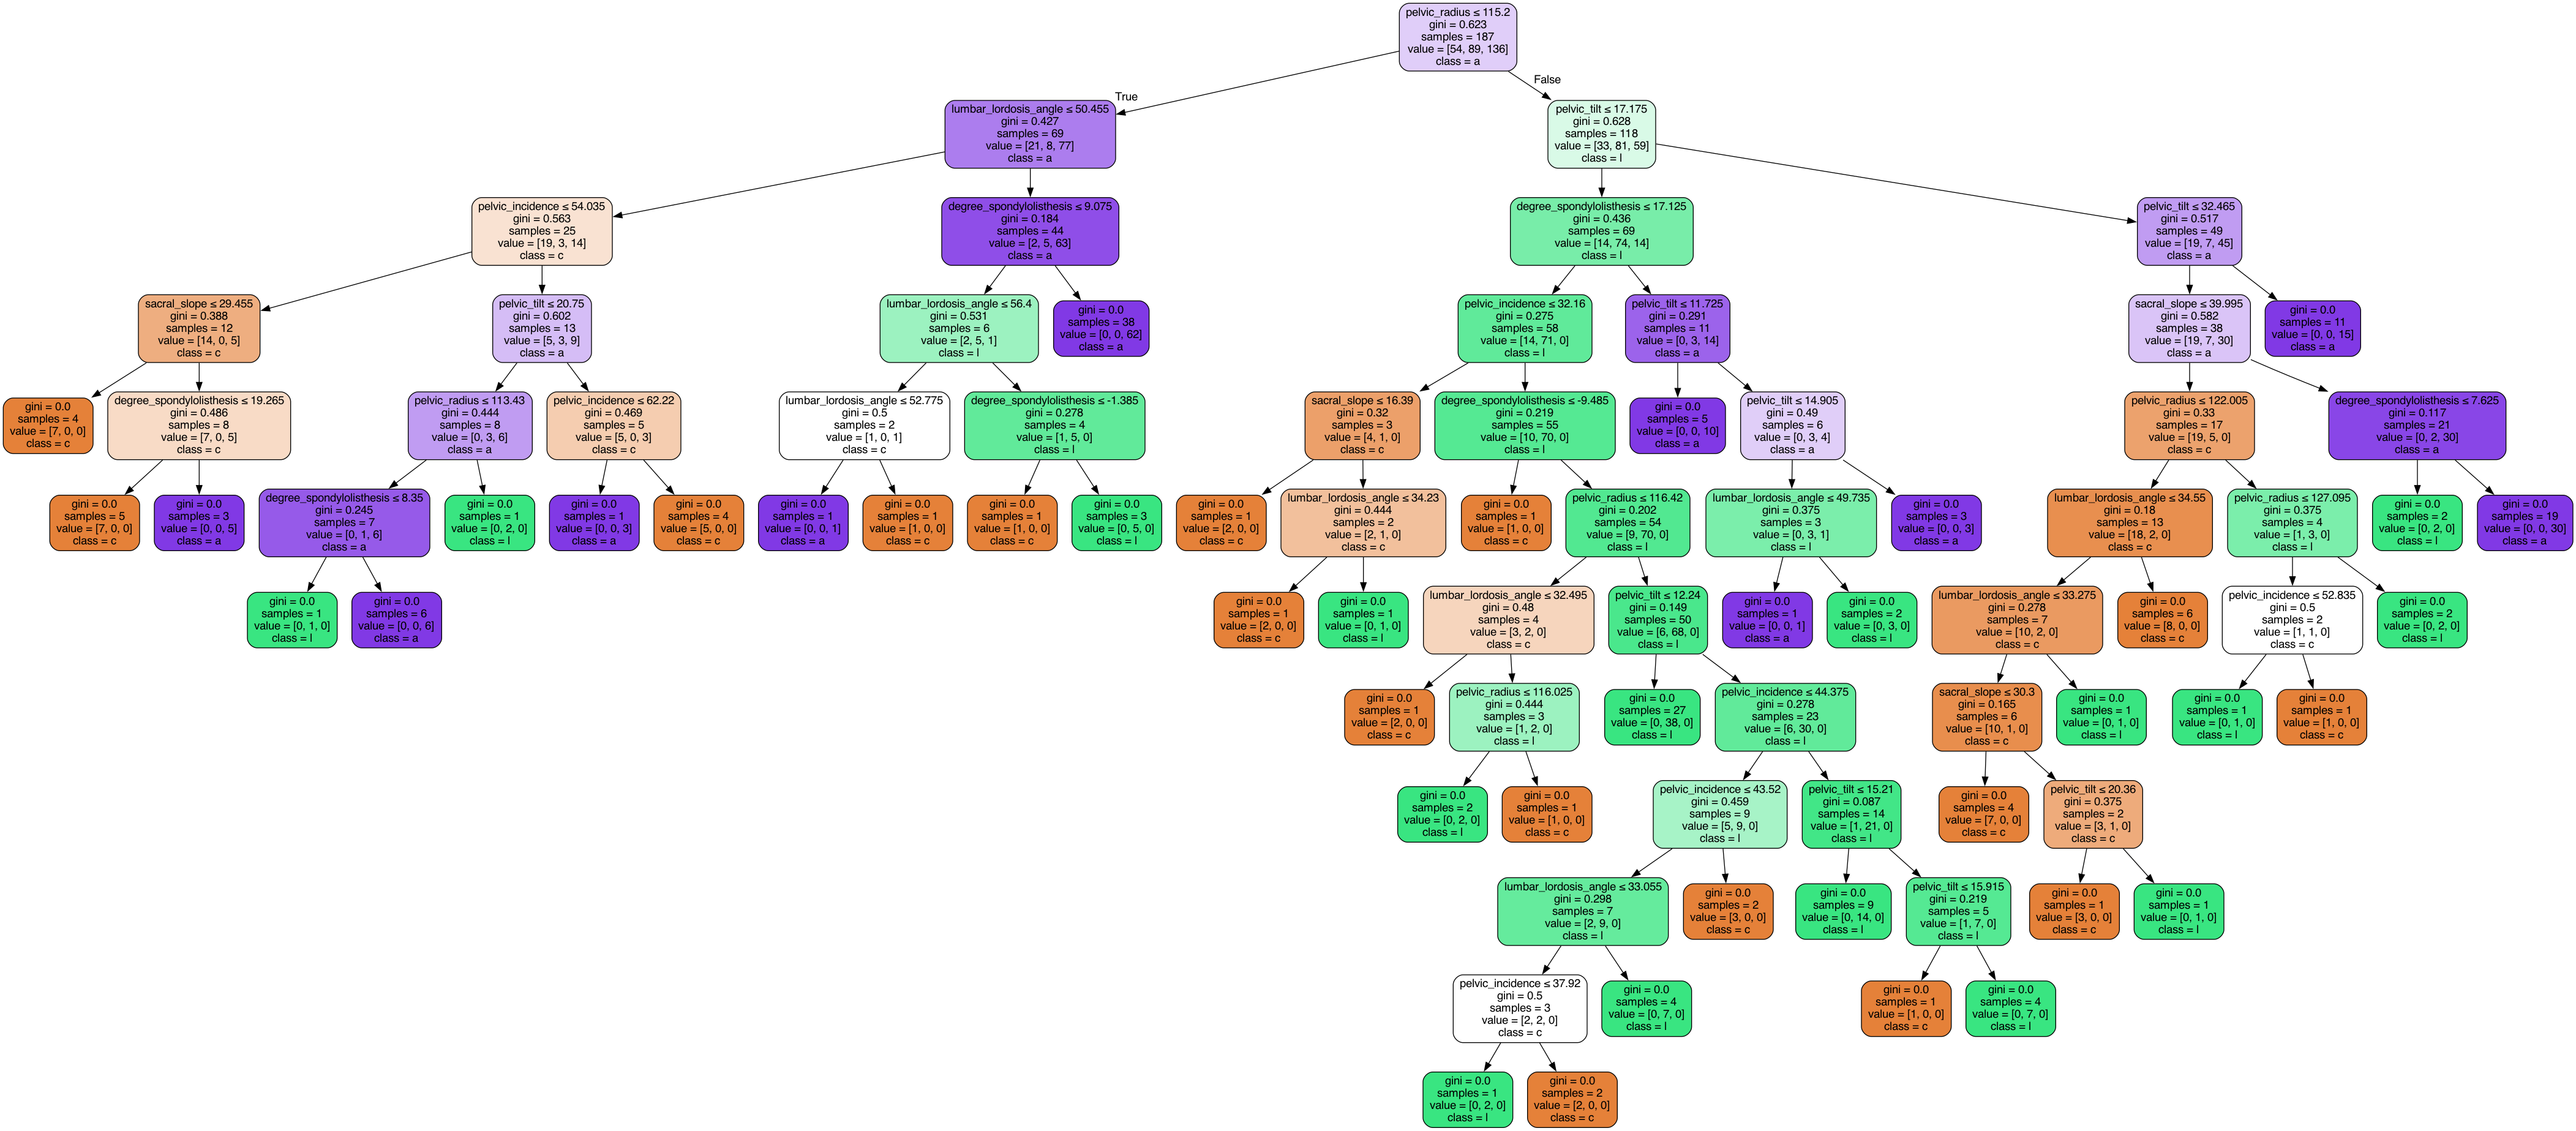 pelvic_radius ≤ 115.2
gini = 0.623
samples = 187
value = [54, 89, 136]
class = a
True
False
lumbar_lordosis_angle ≤ 50.455
gini = 0.427
samples = 69
value = [21, 8, 77]
class = a
pelvic_tilt ≤ 17.175
gini = 0.628
samples = 118
value = [33, 81, 59]
class = l
pelvic_incidence ≤ 54.035
gini = 0.563
samples = 25
value = [19, 3, 14]
class = c
degree_spondylolisthesis ≤ 9.075
gini = 0.184
samples = 44
value = [2, 5, 63]
class = a
degree_spondylolisthesis ≤ 17.125
gini = 0.436
samples = 69
value = [14, 74, 14]
class = l
pelvic_tilt ≤ 32.465
gini = 0.517
samples = 49
value = [19, 7, 45]
class = a
sacral_slope ≤ 29.455
gini = 0.388
samples = 12
value = [14, 0, 5]
class = c
pelvic_tilt ≤ 20.75
gini = 0.602
samples = 13
value = [5, 3, 9]
class = a
lumbar_lordosis_angle ≤ 56.4
gini = 0.531
samples = 6
value = [2, 5, 1]
class = l
gini = 0.0
samples = 38
value = [0, 0, 62]
class = a
pelvic_incidence ≤ 32.16
gini = 0.275
samples = 58
value = [14, 71, 0]
class = l
pelvic_tilt ≤ 11.725
gini = 0.291
samples = 11
value = [0, 3, 14]
class = a
sacral_slope ≤ 39.995
gini = 0.582
samples = 38
value = [19, 7, 30]
class = a
gini = 0.0
samples = 11
value = [0, 0, 15]
class = a
gini = 0.0
samples = 4
value = [7, 0, 0]
class = c
degree_spondylolisthesis ≤ 19.265
gini = 0.486
samples = 8
value = [7, 0, 5]
class = c
pelvic_radius ≤ 113.43
gini = 0.444
samples = 8
value = [0, 3, 6]
class = a
pelvic_incidence ≤ 62.22
gini = 0.469
samples = 5
value = [5, 0, 3]
class = c
lumbar_lordosis_angle ≤ 52.775
gini = 0.5
samples = 2
value = [1, 0, 1]
class = c
degree_spondylolisthesis ≤ -1.385
gini = 0.278
samples = 4
value = [1, 5, 0]
class = l
sacral_slope ≤ 16.39
gini = 0.32
samples = 3
value = [4, 1, 0]
class = c
degree_spondylolisthesis ≤ -9.485
gini = 0.219
samples = 55
value = [10, 70, 0]
class = l
gini = 0.0
samples = 5
value = [0, 0, 10]
class = a
pelvic_tilt ≤ 14.905
gini = 0.49
samples = 6
value = [0, 3, 4]
class = a
pelvic_radius ≤ 122.005
gini = 0.33
samples = 17
value = [19, 5, 0]
class = c
degree_spondylolisthesis ≤ 7.625
gini = 0.117
samples = 21
value = [0, 2, 30]
class = a
gini = 0.0
samples = 5
value = [7, 0, 0]
class = c
gini = 0.0
samples = 3
value = [0, 0, 5]
class = a
degree_spondylolisthesis ≤ 8.35
gini = 0.245
samples = 7
value = [0, 1, 6]
class = a
gini = 0.0
samples = 1
value = [0, 2, 0]
class = l
gini = 0.0
samples = 1
value = [0, 0, 3]
class = a
gini = 0.0
samples = 4
value = [5, 0, 0]
class = c
gini = 0.0
samples = 1
value = [0, 0, 1]
class = a
gini = 0.0
samples = 1
value = [1, 0, 0]
class = c
gini = 0.0
samples = 1
value = [1, 0, 0]
class = c
gini = 0.0
samples = 3
value = [0, 5, 0]
class = l
gini = 0.0
samples = 1
value = [2, 0, 0]
class = c
lumbar_lordosis_angle ≤ 34.23
gini = 0.444
samples = 2
value = [2, 1, 0]
class = c
gini = 0.0
samples = 1
value = [1, 0, 0]
class = c
pelvic_radius ≤ 116.42
gini = 0.202
samples = 54
value = [9, 70, 0]
class = l
lumbar_lordosis_angle ≤ 49.735
gini = 0.375
samples = 3
value = [0, 3, 1]
class = l
gini = 0.0
samples = 3
value = [0, 0, 3]
class = a
lumbar_lordosis_angle ≤ 34.55
gini = 0.18
samples = 13
value = [18, 2, 0]
class = c
pelvic_radius ≤ 127.095
gini = 0.375
samples = 4
value = [1, 3, 0]
class = l
gini = 0.0
samples = 2
value = [0, 2, 0]
class = l
gini = 0.0
samples = 19
value = [0, 0, 30]
class = a
gini = 0.0
samples = 1
value = [0, 1, 0]
class = l
gini = 0.0
samples = 6
value = [0, 0, 6]
class = a
gini = 0.0
samples = 1
value = [2, 0, 0]
class = c
gini = 0.0
samples = 1
value = [0, 1, 0]
class = l
lumbar_lordosis_angle ≤ 32.495
gini = 0.48
samples = 4
value = [3, 2, 0]
class = c
pelvic_tilt ≤ 12.24
gini = 0.149
samples = 50
value = [6, 68, 0]
class = l
gini = 0.0
samples = 1
value = [0, 0, 1]
class = a
gini = 0.0
samples = 2
value = [0, 3, 0]
class = l
lumbar_lordosis_angle ≤ 33.275
gini = 0.278
samples = 7
value = [10, 2, 0]
class = c
gini = 0.0
samples = 6
value = [8, 0, 0]
class = c
pelvic_incidence ≤ 52.835
gini = 0.5
samples = 2
value = [1, 1, 0]
class = c
gini = 0.0
samples = 2
value = [0, 2, 0]
class = l
gini = 0.0
samples = 1
value = [2, 0, 0]
class = c
pelvic_radius ≤ 116.025
gini = 0.444
samples = 3
value = [1, 2, 0]
class = l
gini = 0.0
samples = 27
value = [0, 38, 0]
class = l
pelvic_incidence ≤ 44.375
gini = 0.278
samples = 23
value = [6, 30, 0]
class = l
sacral_slope ≤ 30.3
gini = 0.165
samples = 6
value = [10, 1, 0]
class = c
gini = 0.0
samples = 1
value = [0, 1, 0]
class = l
gini = 0.0
samples = 1
value = [0, 1, 0]
class = l
gini = 0.0
samples = 1
value = [1, 0, 0]
class = c
gini = 0.0
samples = 2
value = [0, 2, 0]
class = l
gini = 0.0
samples = 1
value = [1, 0, 0]
class = c
pelvic_incidence ≤ 43.52
gini = 0.459
samples = 9
value = [5, 9, 0]
class = l
pelvic_tilt ≤ 15.21
gini = 0.087
samples = 14
value = [1, 21, 0]
class = l
gini = 0.0
samples = 4
value = [7, 0, 0]
class = c
pelvic_tilt ≤ 20.36
gini = 0.375
samples = 2
value = [3, 1, 0]
class = c
lumbar_lordosis_angle ≤ 33.055
gini = 0.298
samples = 7
value = [2, 9, 0]
class = l
gini = 0.0
samples = 2
value = [3, 0, 0]
class = c
gini = 0.0
samples = 9
value = [0, 14, 0]
class = l
pelvic_tilt ≤ 15.915
gini = 0.219
samples = 5
value = [1, 7, 0]
class = l
gini = 0.0
samples = 1
value = [3, 0, 0]
class = c
gini = 0.0
samples = 1
value = [0, 1, 0]
class = l
pelvic_incidence ≤ 37.92
gini = 0.5
samples = 3
value = [2, 2, 0]
class = c
gini = 0.0
samples = 4
value = [0, 7, 0]
class = l
gini = 0.0
samples = 1
value = [1, 0, 0]
class = c
gini = 0.0
samples = 4
value = [0, 7, 0]
class = l
gini = 0.0
samples = 1
value = [0, 2, 0]
class = l
gini = 0.0
samples = 2
value = [2, 0, 0]
class = c